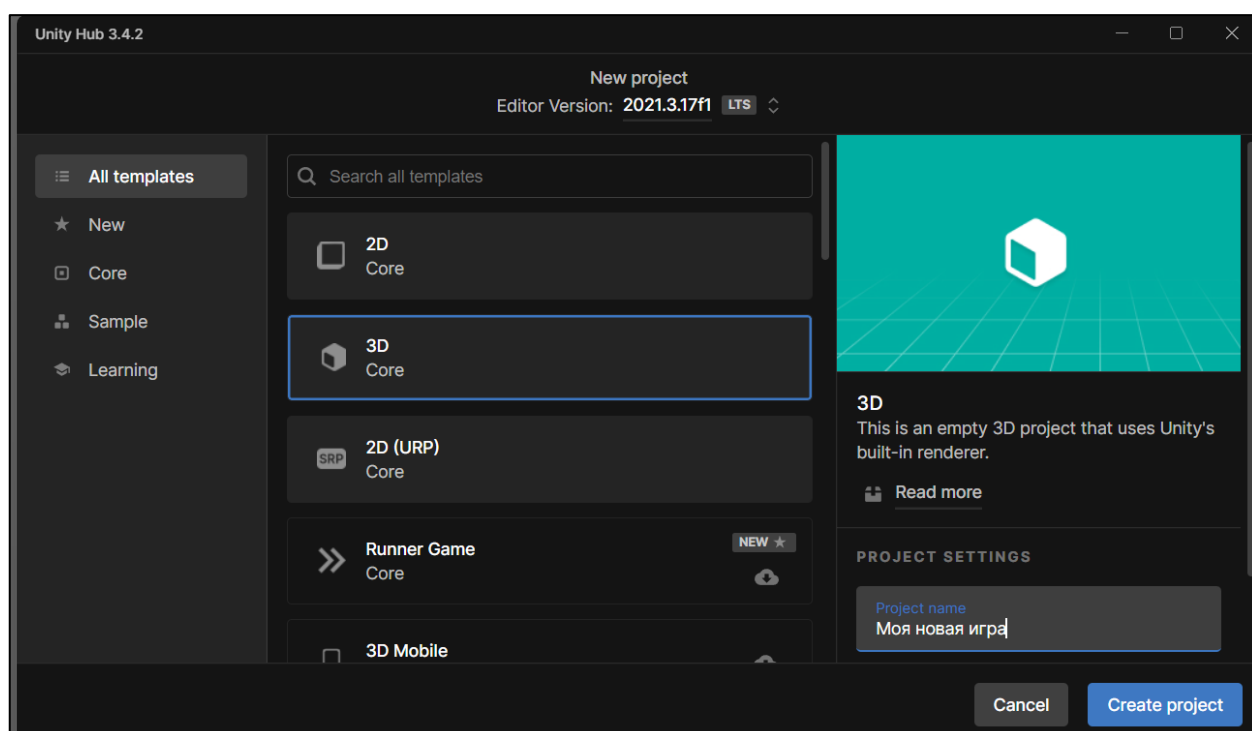 Unity Hub 3.4.2
New project
Editor Version: 2021.3.17f1 LTS
All templates
New
Core
Sample
Learning
Search all templates
2D
Core
3D
Core
SRP
2D (URP)
Core
Runner Game
Core
NEW
3D Mobile
3D
This is an empty 3D project that uses Unity's
built-in renderer.
Read more
PROJECT SETTINGS
Project name
Моя новая игра
Cancel
Create project